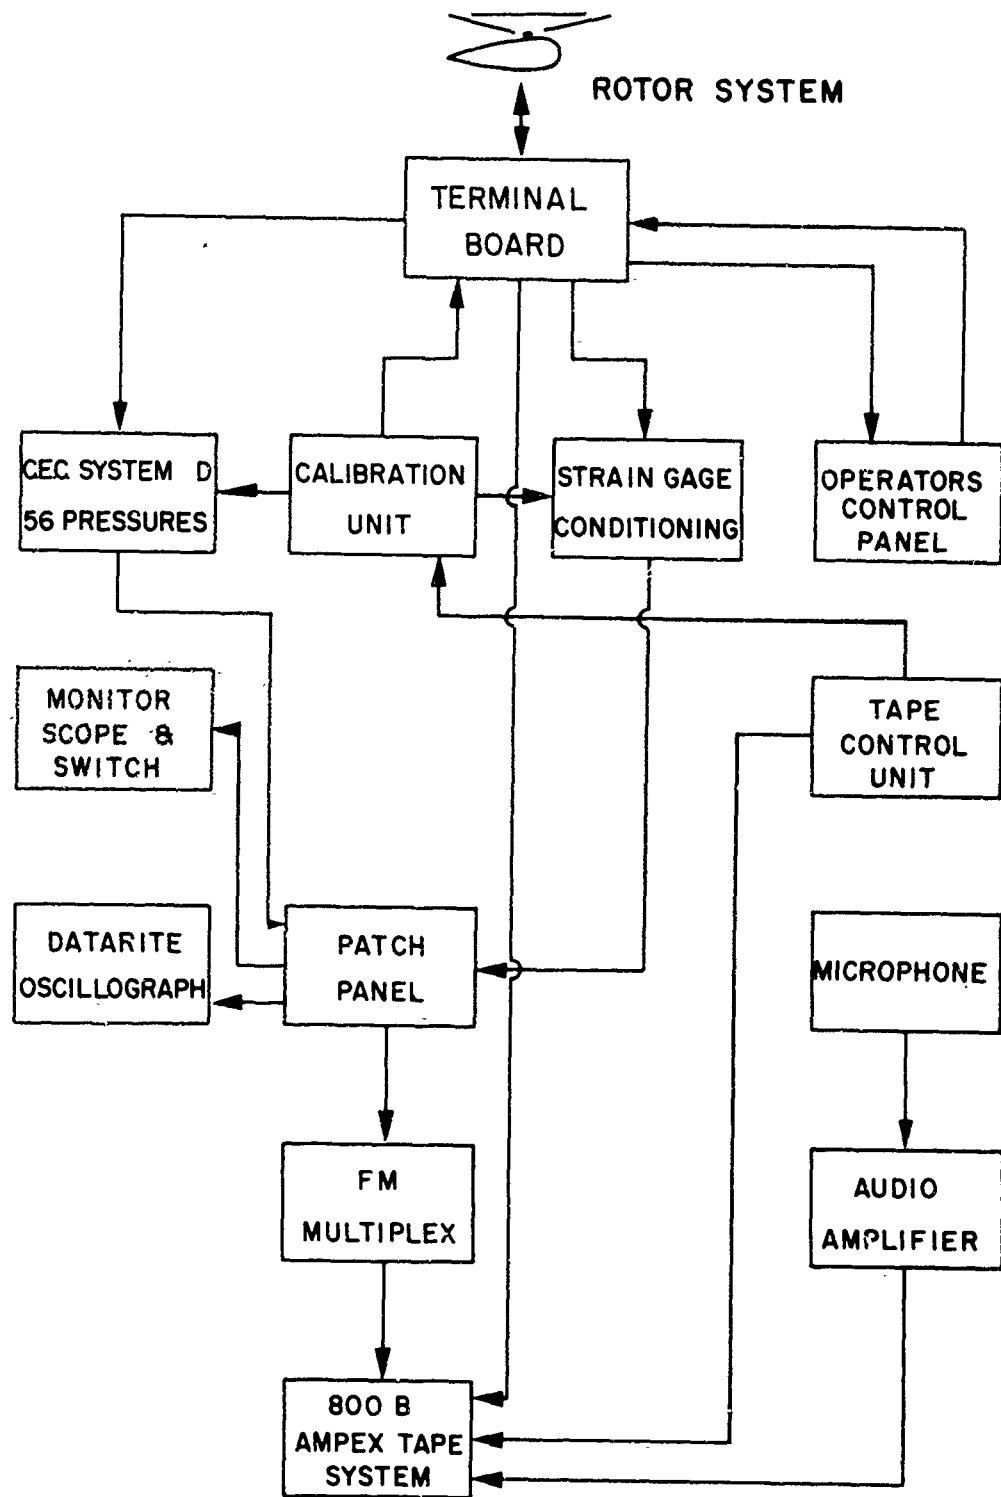 ROTOR SYSTEM
TERMINAL
BOARD
C.E.C. SYSTEM D
56 PRESSURES
CALIBRATION
UNIT
STRAIN GAGE
CONDITIONING
OPERATORS
CONTROL
PANEL
MONITOR
SCOPE &
SWITCH
TAPE
CONTROL
UNIT
DATARITE
OSCILLOGRAPH
PATCH
PANEL
MICROPHONE
FM
MULTIPLEX
AUDIO
AMPLIFIER
800 B
AMPEX TAPE
SYSTEM